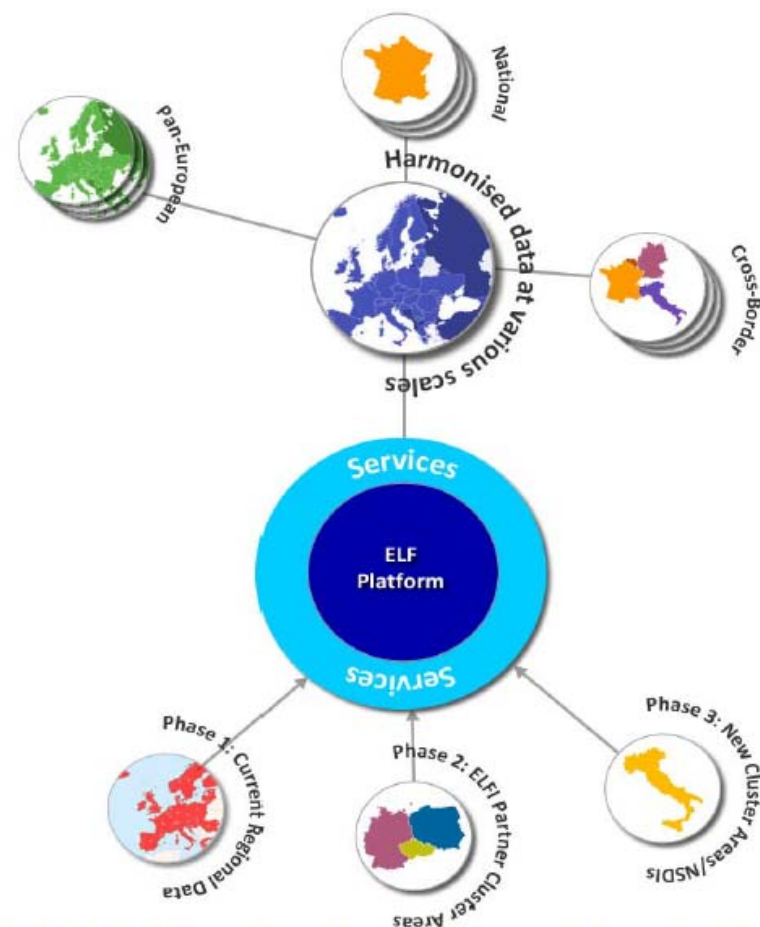 National
Pan-European
Harmonised data at various scales
Cross-Border
Services
ELF
Platform
Services
Phase 1: Current Regional Data
Phase 2: ELFI Partner Cluster Areas
Phase 3: New Cluster Areas/NSDIs